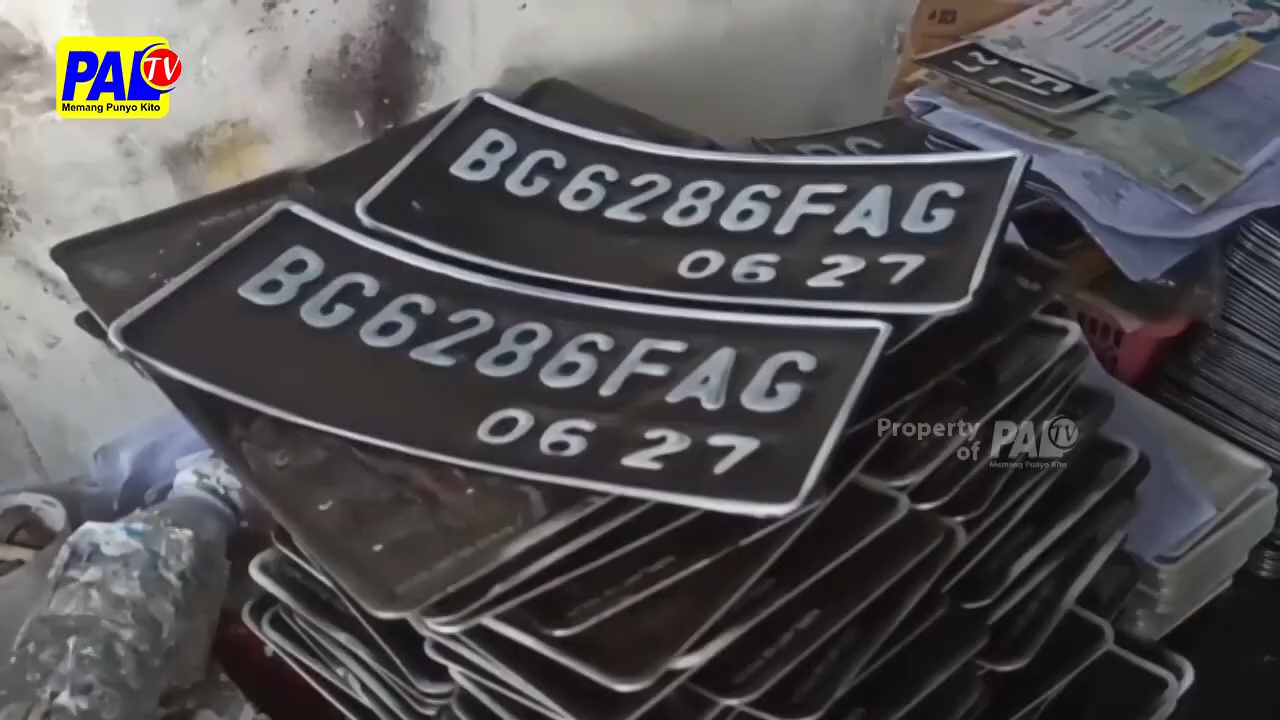 PAL TV
Memang Punyo Kito
BG6286FAG
06 27
BG6286FAG
06 27
Property
of PAL TV
Memang Punyo Kito